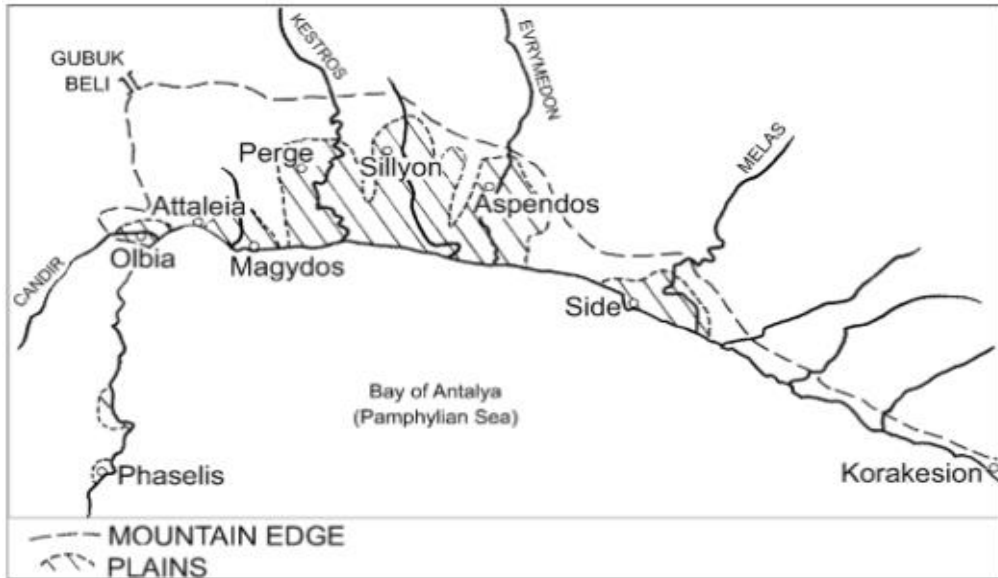 GUBUK
BELI
KESTROS
EVRYMEDON
MELAS
Perge
Sillyon
Aspendos
Attaleia
Olbia
Magydos
CANDIR
Side
Bay of Antalya
(Pamphylian Sea)
Phaselis
Korakesion
MOUNTAIN EDGE
PLAINS